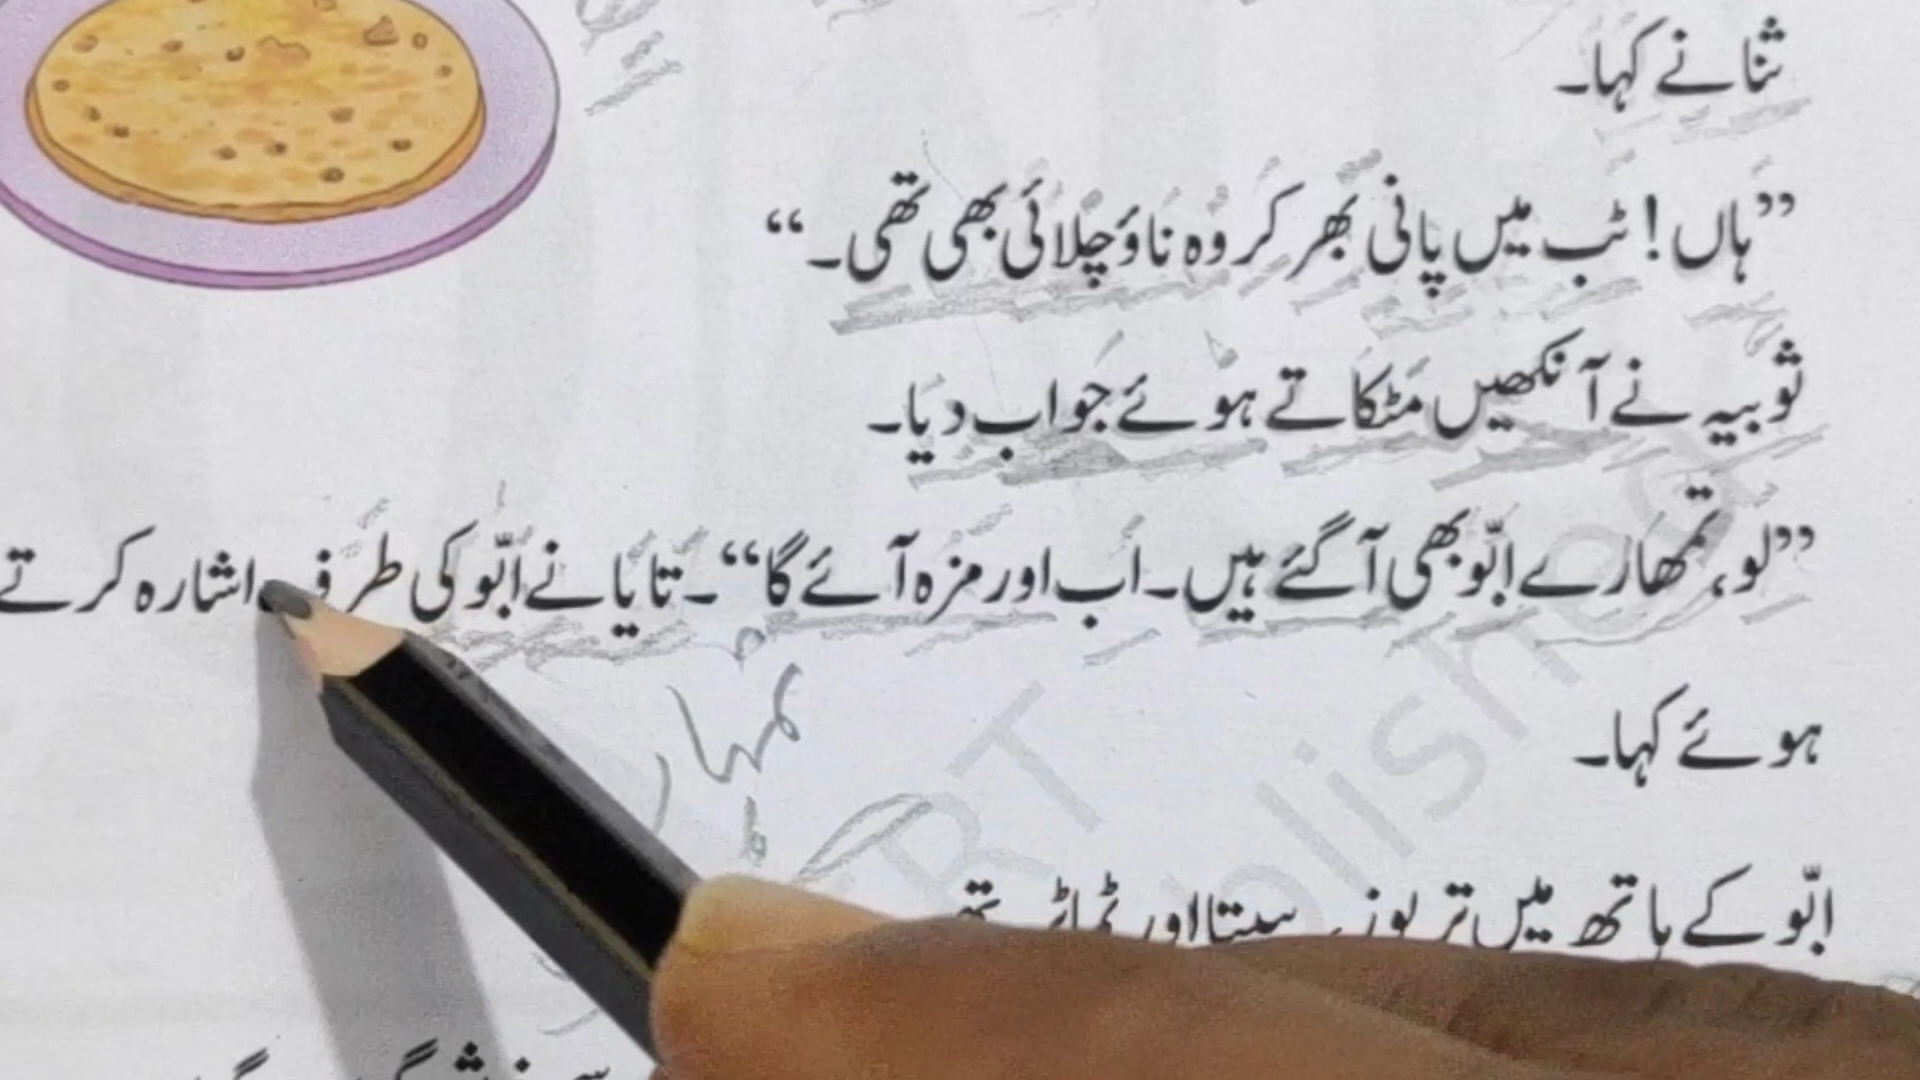 ثنا نے کہا۔
”ہاں! ٹب میں پانی بھر کر وہ ناؤ چلائی بھی تھی۔“
ثوبیہ نے آنکھیں مٹکاتے ہوئے جواب دیا۔
”لو، تمھارے ابّو بھی آگئے ہیں۔ اب اور مزہ آئے گا“۔ تایا نے ابّو کی طرف اشارہ کرتے
ہوئے کہا۔
ابّو کے ہاتھ میں تربوز